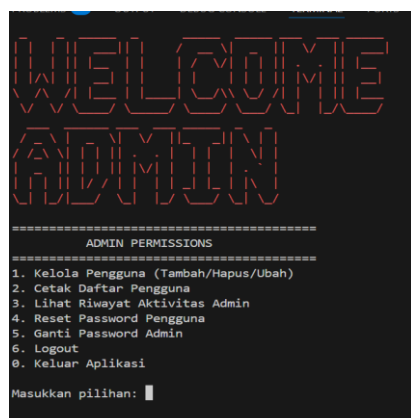 WELCOME
ADMIN
=========================================
ADMIN PERMISSIONS
=========================================
1. Kelola Pengguna (Tambah/Hapus/Ubah)
2. Cetak Daftar Pengguna
3. Lihat Riwayat Aktivitas Admin
4. Reset Password Pengguna
5. Ganti Password Admin
6. Logout
0. Keluar Aplikasi
Masukkan pilihan: